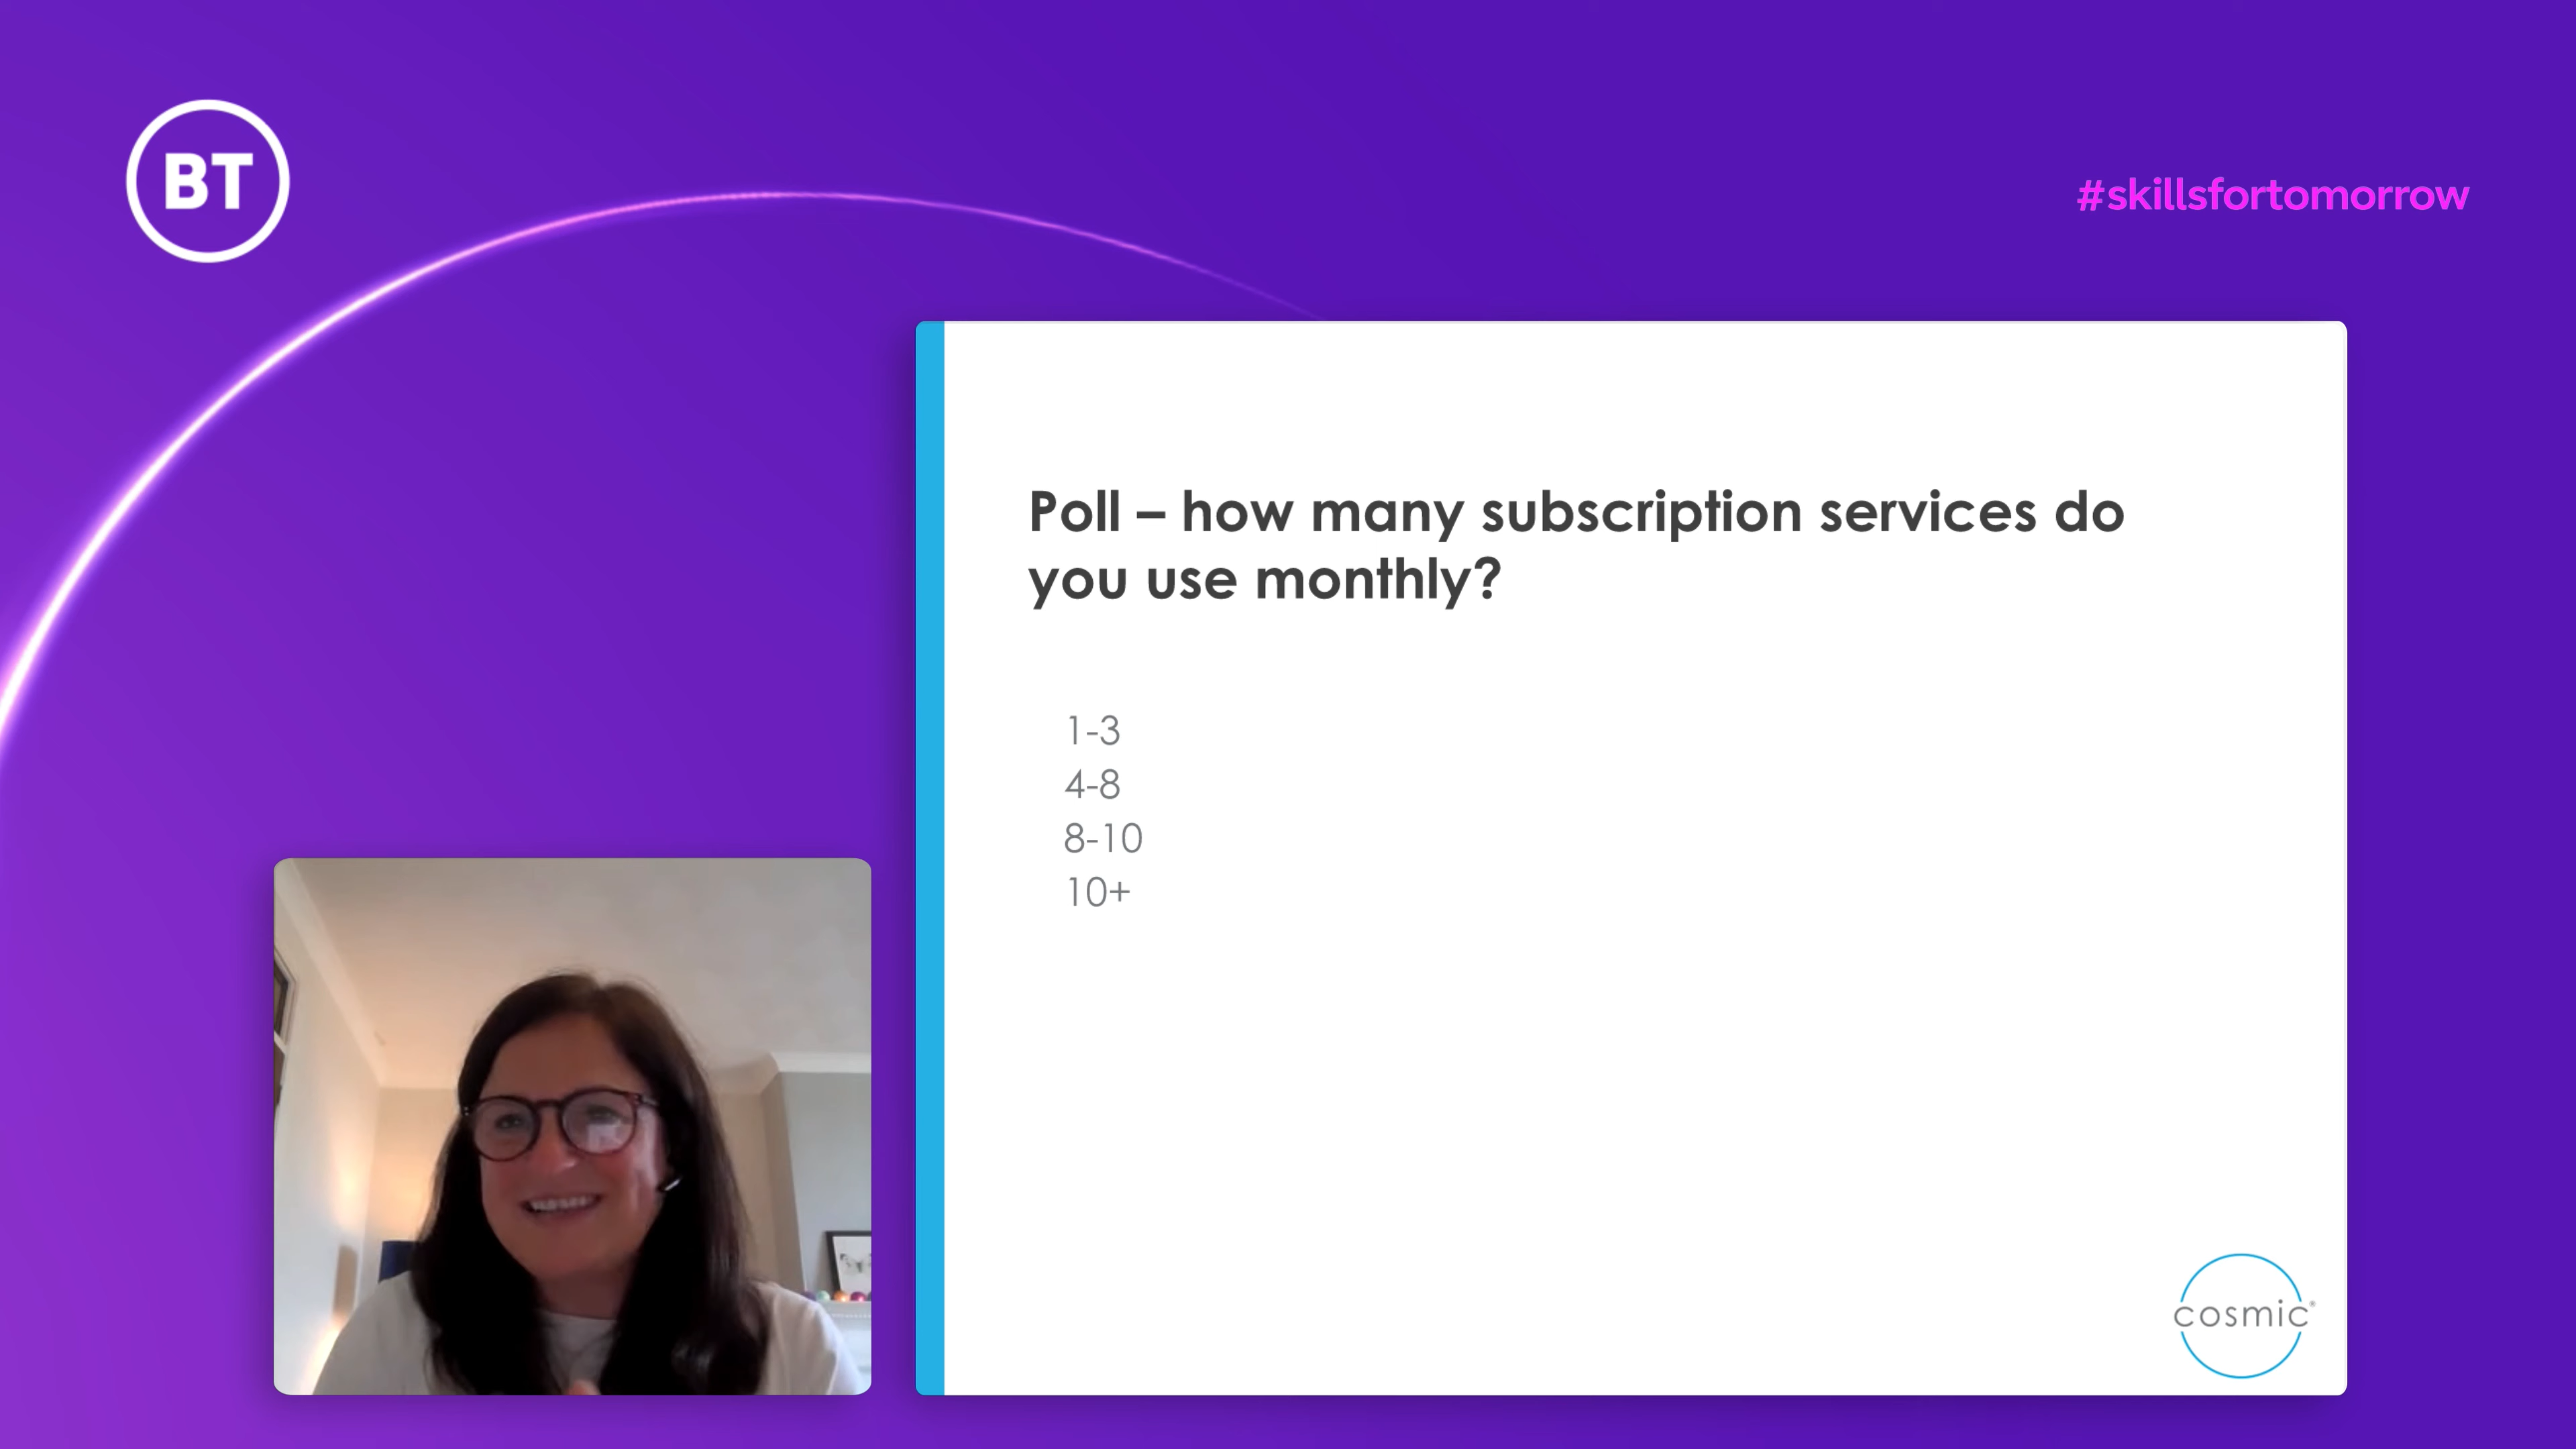 BT
#skillsfortomorrow
Poll – how many subscription services do
you use monthly?
1-3
4-8
8-10
10+
cosmic®